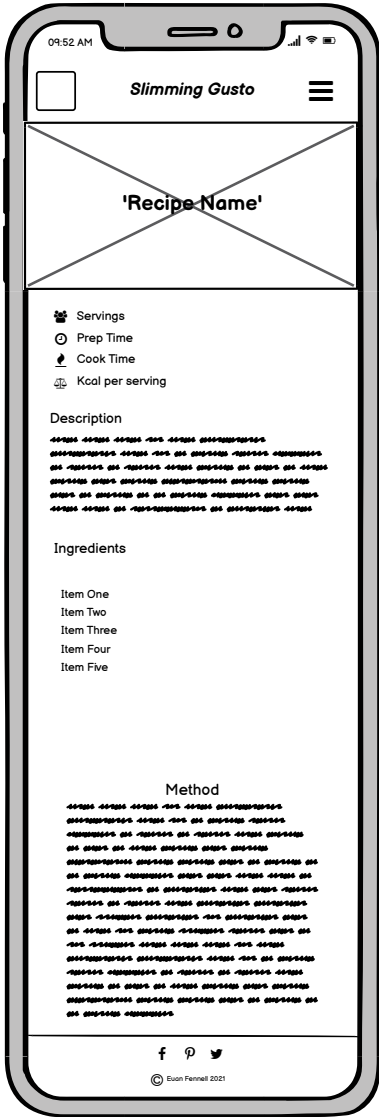 09:52 AM
Slimming Gusto
'Recipe Name'
Servings
Prep Time
Cook Time
Kcal per serving
Description
Ingredients
Item One
Item Two
Item Three
Item Four
Item Five
Method
© Euan Fennell 2021